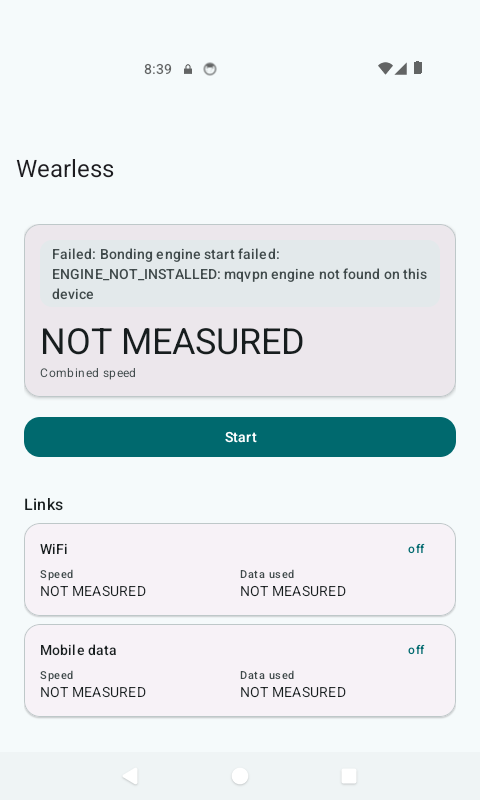 8:39
Wearless
Failed: Bonding engine start failed:
ENGINE_NOT_INSTALLED: mqvpn engine not found on this
device
NOT MEASURED
Combined speed
Start
Links
WiFi off
Speed Data used
NOT MEASURED NOT MEASURED
Mobile data off
Speed Data used
NOT MEASURED NOT MEASURED